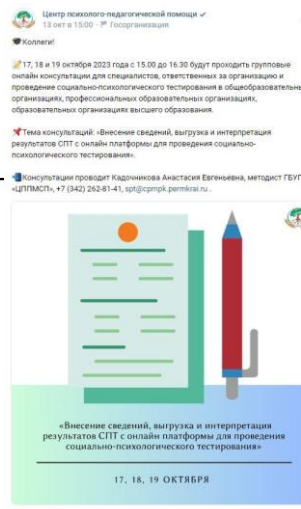 Центр психолого-педагогической помощи
13 окт в 15:00 · Госорганизация
Коллеги!
17, 18 и 19 октября 2023 года с 15.00 до 16.30 будут проходить групповые
онлайн консультации для специалистов, ответственных за организацию и
проведение социально-психологического тестирования в общеобразовательн
организациях, профессиональных образовательных организациях,
образовательных организациях высшего образования.
Тема консультаций: «Внесение сведений, выгрузка и интерпретация
результатов СПТ с онлайн платформы для проведения социально-
психологического тестирования».
Консультации проводит Кадочникова Анастасия Евгеньевна, методист ГБУП
«ЦППМСП», +7 (342) 262-81-41, spt@cpmpk.permkrai.ru .
«Внесение сведений, выгрузка и интерпретация
результатов СПТ с онлайн платформы для проведения
социально-психологического тестирования»
17, 18, 19 ОКТЯБРЯ